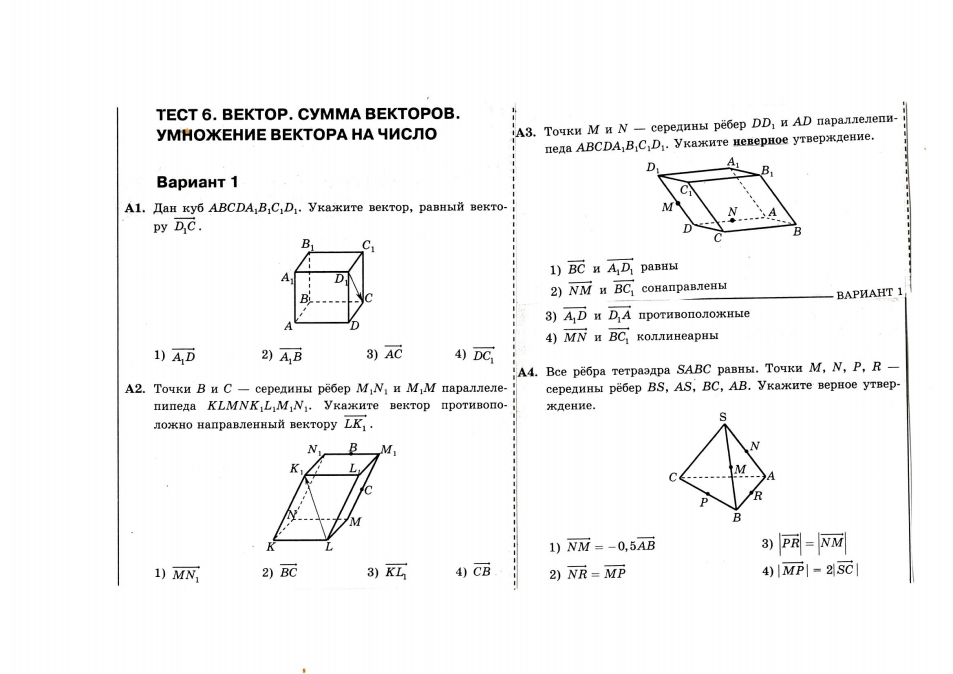 ТЕСТ 6. ВЕКТОР. СУММА ВЕКТОРОВ.
УМНОЖЕНИЕ ВЕКТОРА НА ЧИСЛО
Вариант 1
А1. Дан куб ABCDA₁B₁C₁D₁. Укажите вектор, равный векто-
ру D₁C.
B₁ C₁
A₁ D₁
B C
A D
1) A₁D 2) A₁B 3) AC 4) DC₁
А2. Точки B и C — середины рёбер M₁N₁ и M₁M параллеле-
пипеда KLMNK₁L₁M₁N₁. Укажите вектор противопо-
ложно направленный вектору LK₁.
N₁ B M₁
K₁ L₁
C
N M
K L
1) MN₁ 2) BC 3) KL₁ 4) CB
А3. Точки M и N — середины рёбер DD₁ и AD параллелепи-
педа ABCDA₁B₁C₁D₁. Укажите неверное утверждение.
D₁ A₁ B₁
C₁
M N A
D C B
1) BC и A₁D₁ равны
2) NM и BC₁ сонаправлены
ВАРИАНТ 1
3) A₁D и D₁A противоположные
4) MN и BC₁ коллинеарны
А4. Все рёбра тетраэдра SABC равны. Точки M, N, P, R —
середины рёбер BS, AS, BC, AB. Укажите верное утвер-
ждение.
S
N
C M A
P R
B
1) NM = −0,5AB 3) |PR| = |NM|
2) NR = MP 4) |MP| = 2|SC|